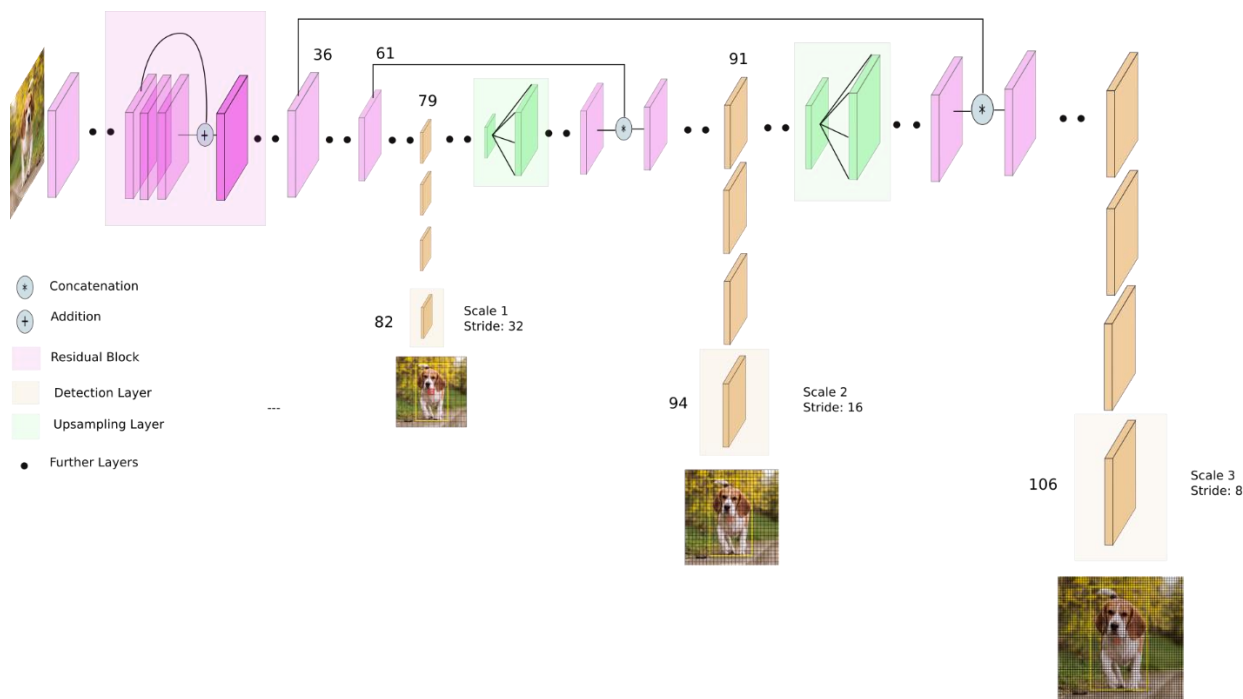 36
61
79
91
*
*
+
* Concatenation
+ Addition
Residual Block
Detection Layer
Upsampling Layer
Further Layers
---
82
Scale 1
Stride: 32
94
Scale 2
Stride: 16
106
Scale 3
Stride: 8